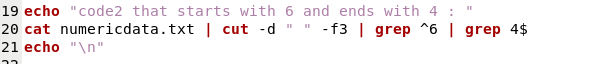 19 echo "code2 that starts with 6 and ends with 4 : "
20 cat numericdata.txt | cut -d " " -f3 | grep ^6 | grep 4$
21 echo "\n"